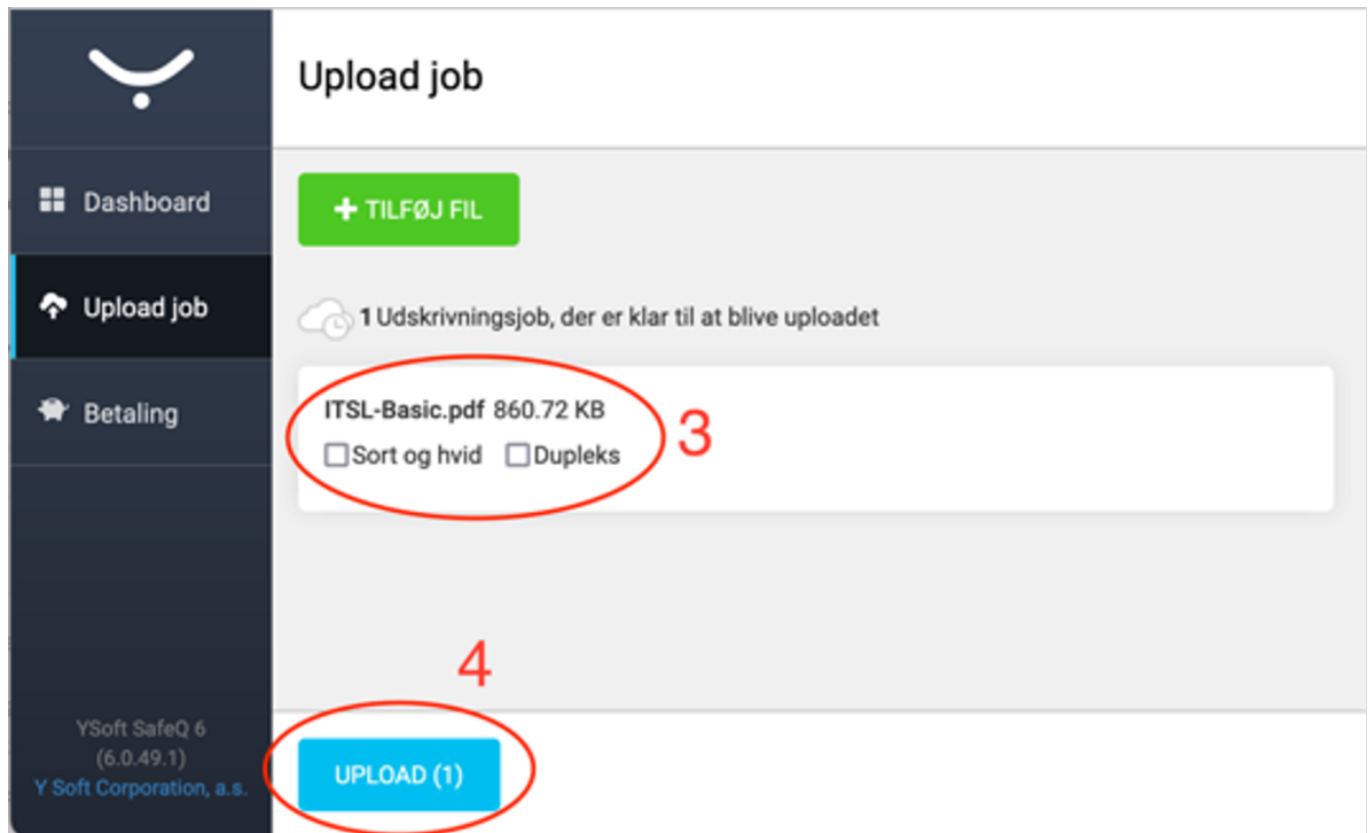 Upload job
Dashboard
+ TILFØJ FIL
Upload job
1 Udskrivningsjob, der er klar til at blive uploadet
Betaling
ITSL-Basic.pdf 860.72 KB
Sort og hvid Dupleks
3
4
YSoft SafeQ 6
(6.0.49.1)
Y Soft Corporation, a.s.
UPLOAD (1)